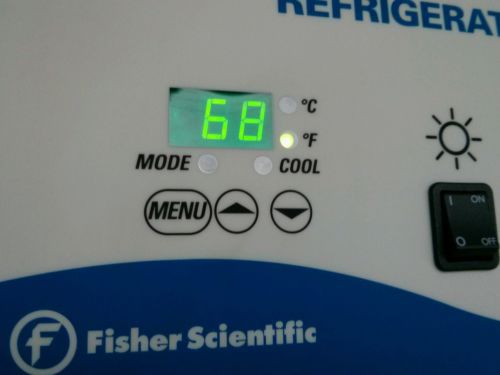 REFRIGERAT
68
°C
°F
MODE
COOL
MENU
I ON
O OFF
f Fisher Scientific